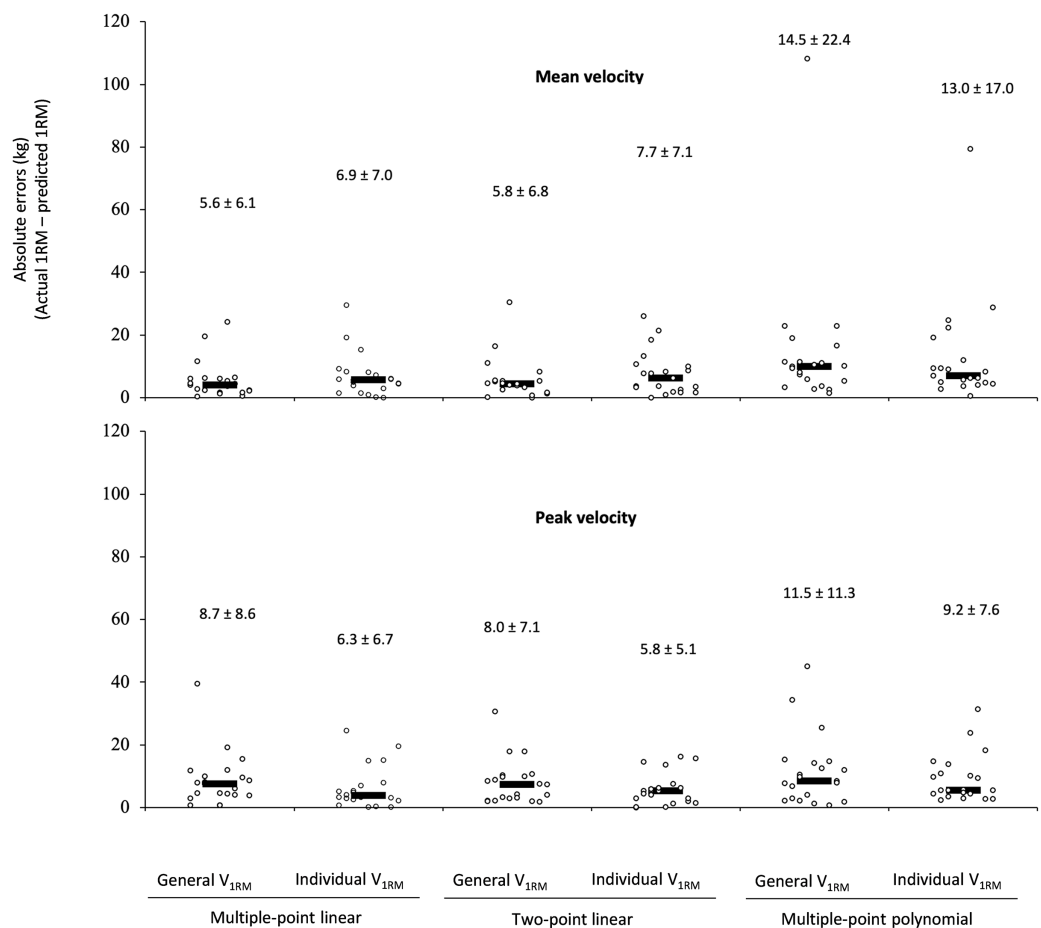 120
100
80
60
40
20
0
Absolute errors (kg)
(Actual 1RM – predicted 1RM)
Mean velocity
5.6 ± 6.1
6.9 ± 7.0
5.8 ± 6.8
7.7 ± 7.1
14.5 ± 22.4
13.0 ± 17.0
120
100
80
60
40
20
0
Peak velocity
8.7 ± 8.6
6.3 ± 6.7
8.0 ± 7.1
5.8 ± 5.1
11.5 ± 11.3
9.2 ± 7.6
General V1RM Individual V1RM General V1RM Individual V1RM General V1RM Individual V1RM
Multiple-point linear Two-point linear Multiple-point polynomial